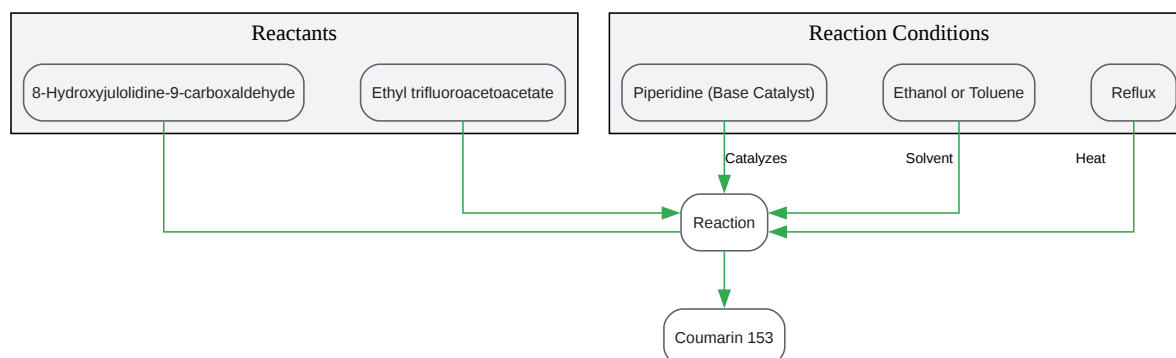 Reactants
Reaction Conditions
8-Hydroxyjulolidine-9-carboxaldehyde
Ethyl trifluoroacetoacetate
Piperidine (Base Catalyst)
Ethanol or Toluene
Reflux
Catalyzes
Solvent
Heat
Reaction
Coumarin 153